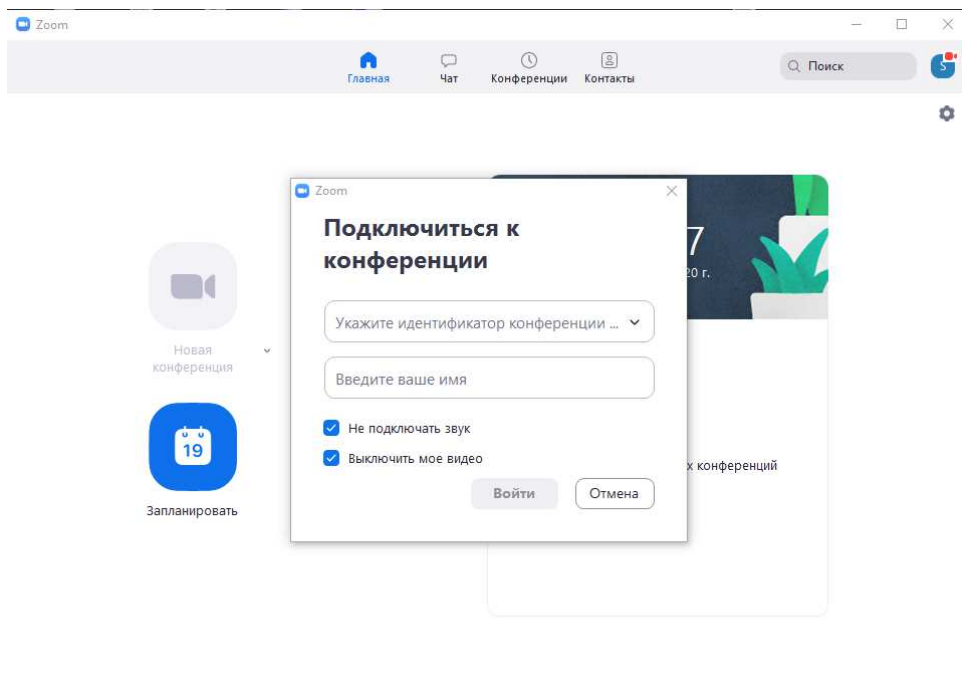 Zoom
Главная
Чат
Конференции
Контакты
Поиск
S
Zoom
Подключиться к
конференции
7
20 г.
Укажите идентификатор конференции ...
Новая
конференция
Введите ваше имя
Не подключать звук
Выключить мое видео
19
х конференций
Войти
Отмена
Запланировать